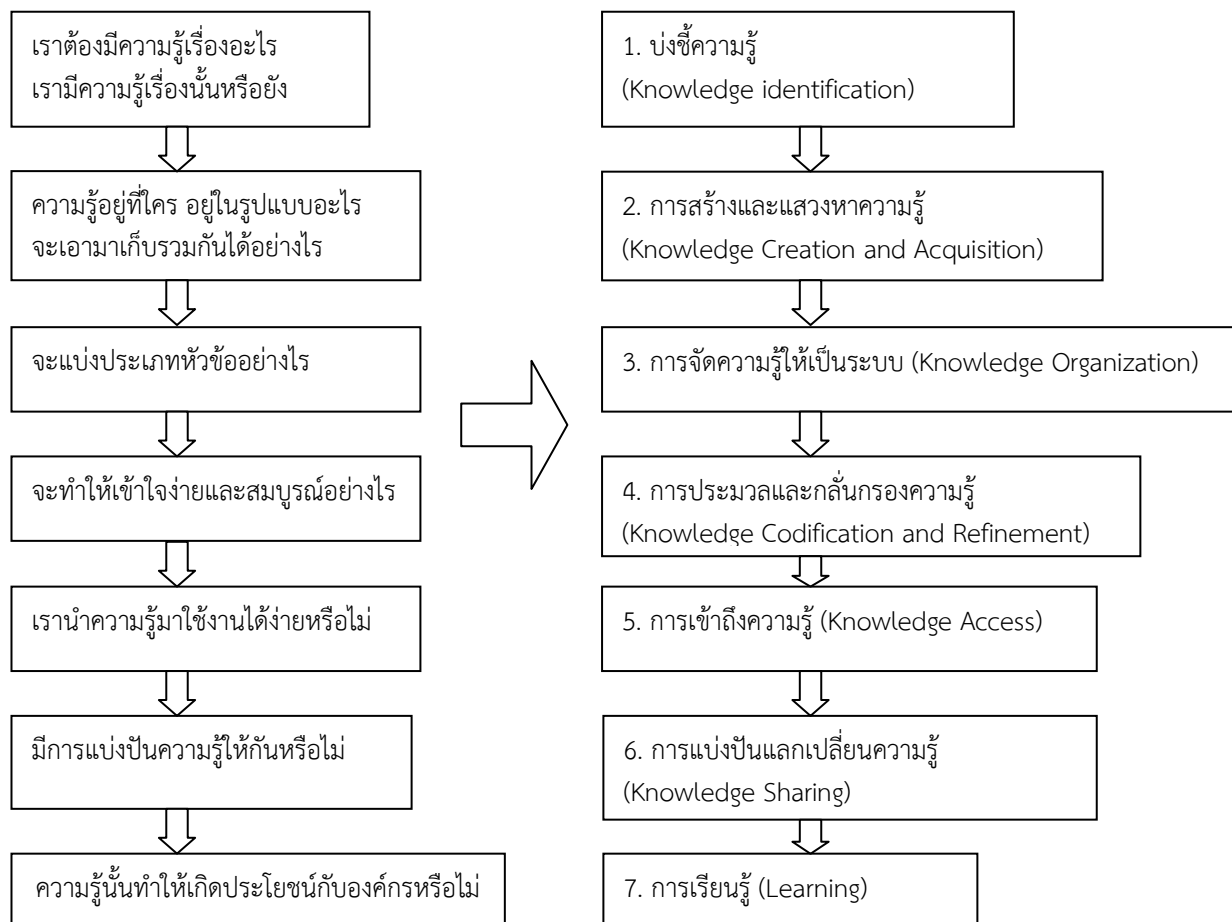 เราต้องมีความรู้เรื่องอะไร
เรามีความรู้เรื่องนั้นหรือยัง
ความรู้อยู่ที่ใคร อยู่ในรูปแบบอะไร
จะเอามาเก็บรวมกันได้อย่างไร
จะแบ่งประเภทหัวข้ออย่างไร
จะทำให้เข้าใจง่ายและสมบูรณ์อย่างไร
เรานำความรู้มาใช้งานได้ง่ายหรือไม่
มีการแบ่งปันความรู้ให้กันหรือไม่
ความรู้นั้นทำให้เกิดประโยชน์กับองค์กรหรือไม่
1. บ่งชี้ความรู้
(Knowledge identification)
2. การสร้างและแสวงหาความรู้
(Knowledge Creation and Acquisition)
3. การจัดความรู้ให้เป็นระบบ (Knowledge Organization)
4. การประมวลและกลั่นกรองความรู้
(Knowledge Codification and Refinement)
5. การเข้าถึงความรู้ (Knowledge Access)
6. การแบ่งปันแลกเปลี่ยนความรู้
(Knowledge Sharing)
7. การเรียนรู้ (Learning)